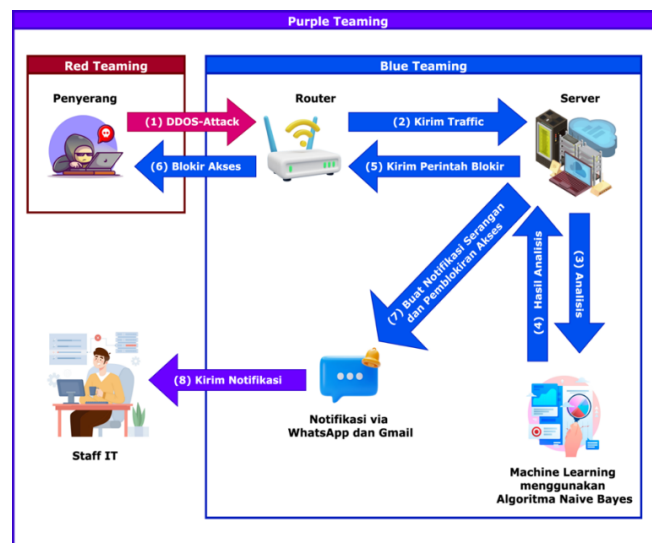 Purple Teaming
Red Teaming
Blue Teaming
Penyerang
Router
Server
(1) DDOS-Attack
(2) Kirim Traffic
(6) Blokir Akses
(5) Kirim Perintah Blokir
(7) Buat Notifikasi Serangan
dan Pemblokiran Akses
(4) Hasil Analisis
(3) Analisis
(8) Kirim Notifikasi
Staff IT
Notifikasi via
WhatsApp dan Gmail
Machine Learning
menggunakan
Algoritma Naive Bayes